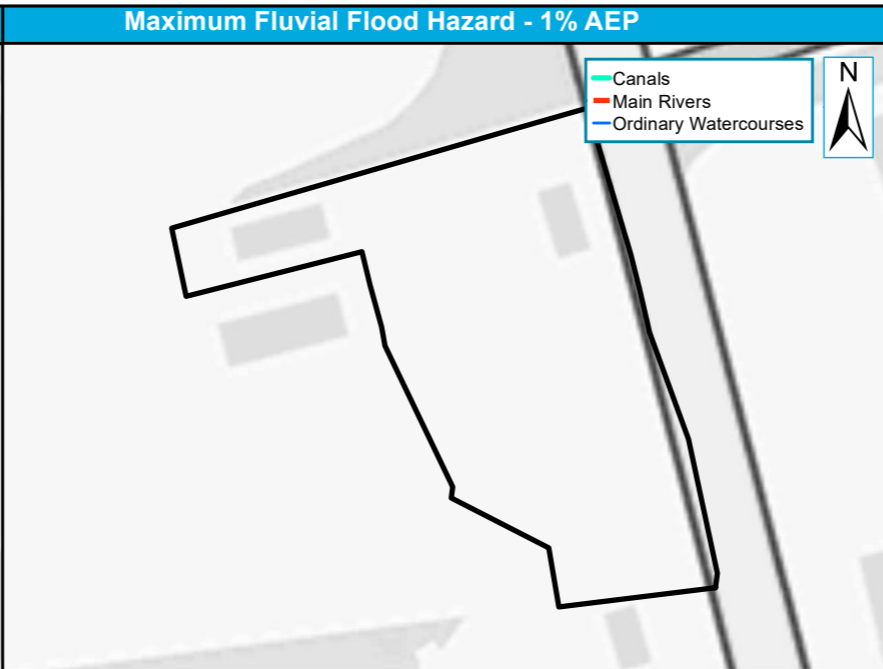 Maximum Fluvial Flood Hazard - 1% AEP
Canals
Main Rivers
Ordinary Watercourses
N